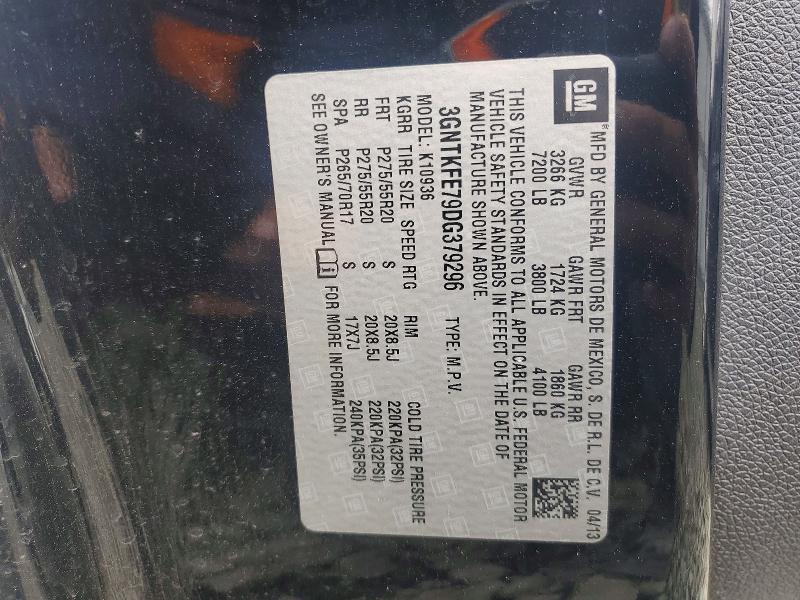 GM
MFD BY GENERAL MOTORS DE MEXICO, S. DE R.L. DE C.V. 04/13
GVWR GAWR FRT GAWR RR
3266 KG 1724 KG 1860 KG
7200 LB 3800 LB 4100 LB
THIS VEHICLE CONFORMS TO ALL APPLICABLE U.S. FEDERAL MOTOR
VEHICLE SAFETY STANDARDS IN EFFECT ON THE DATE OF
MANUFACTURE SHOWN ABOVE.
3GNTKFE79DG379296 TYPE: M.P.V.
MODEL: K10936
KGRR TIRE SIZE SPEED RTG RIM COLD TIRE PRESSURE
FRT P275/55R20 S 20X8.5J 220KPA(32PSI)
RR P275/55R20 S 20X8.5J 220KPA(32PSI)
SPA P265/70R17 S 17X7J 240KPA(35PSI)
SEE OWNER'S MANUAL FOR MORE INFORMATION.